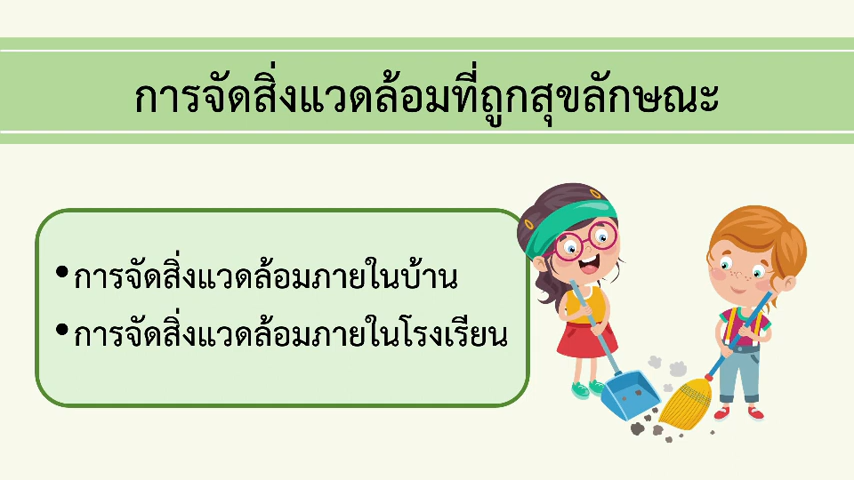 การจัดสิ่งแวดล้อมที่ถูกสุขลักษณะ
•การจัดสิ่งแวดล้อมภายในบ้าน
•การจัดสิ่งแวดล้อมภายในโรงเรียน